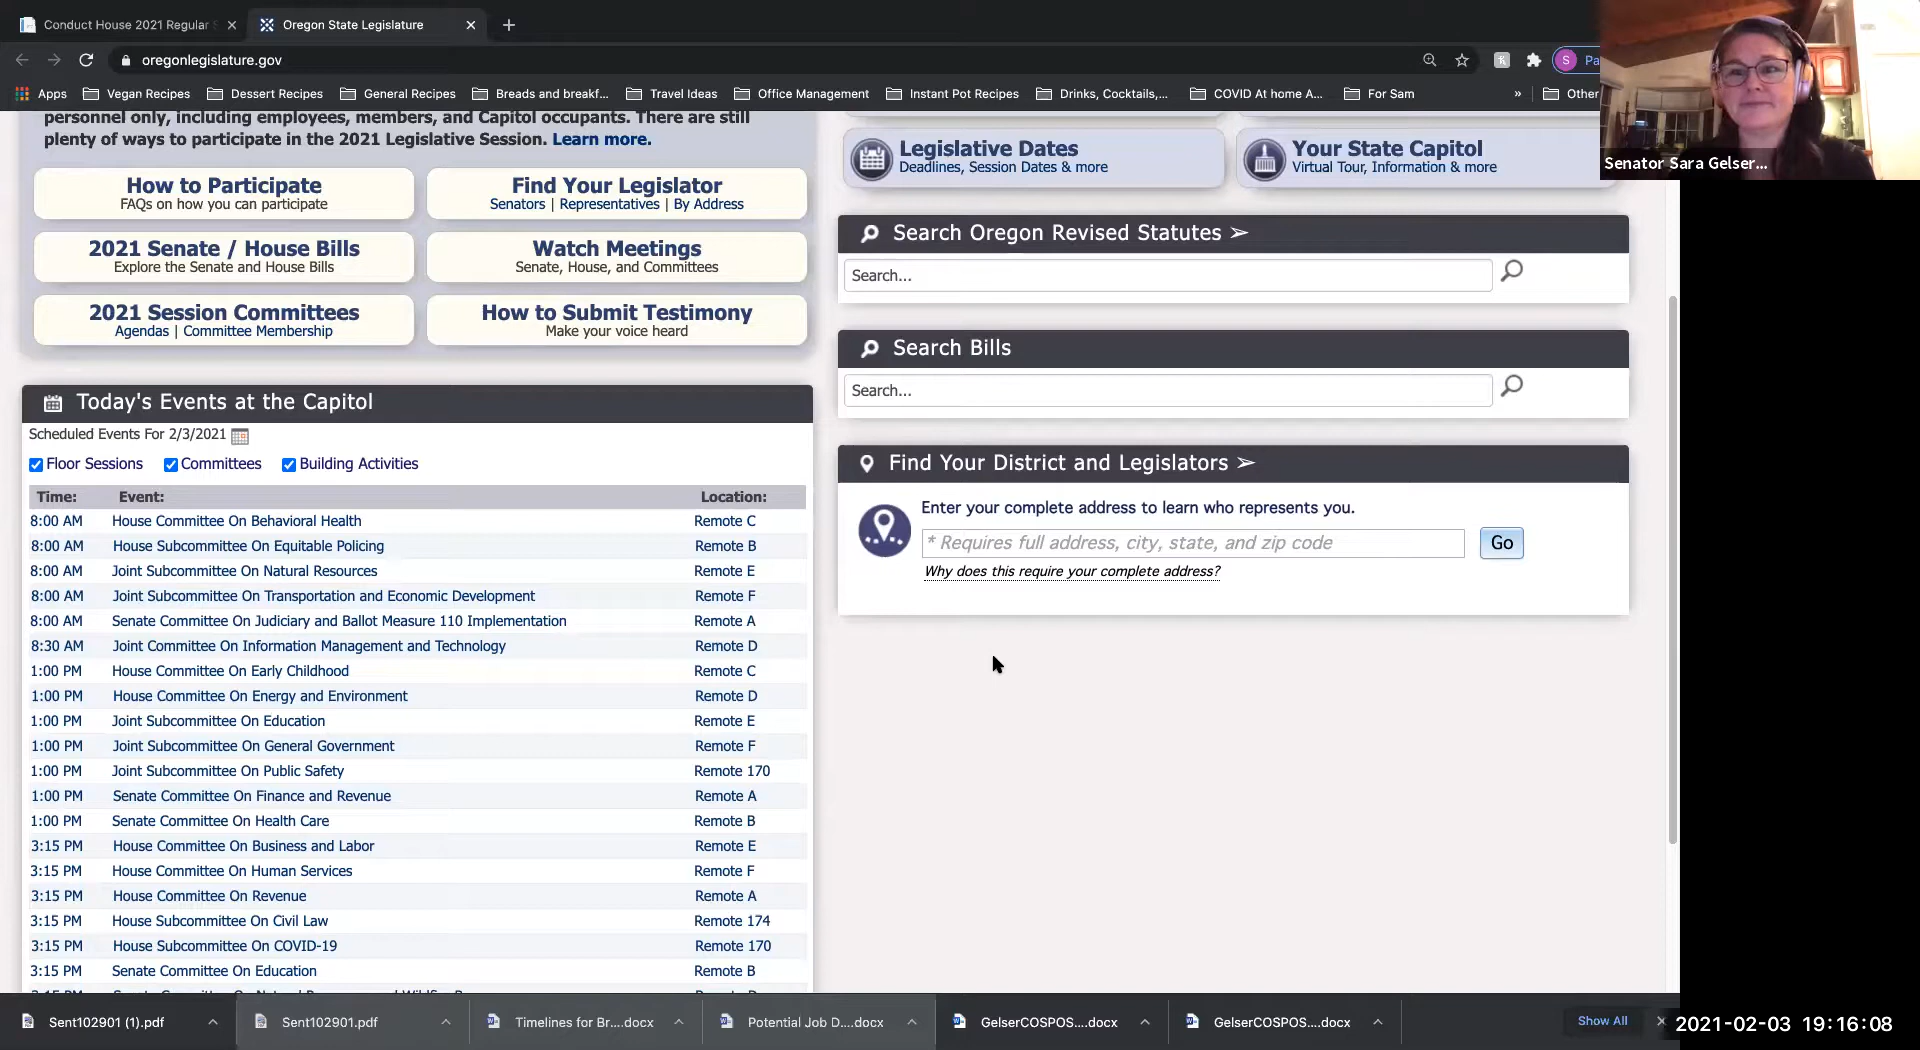 Conduct House 2021 Regular S
Oregon State Legislature
oregonlegislature.gov
S
Pa
Apps
Vegan Recipes
Dessert Recipes
General Recipes
Breads and breakf...
Travel Ideas
Office Management
Instant Pot Recipes
Drinks, Cocktails,...
COVID At home A...
For Sam
»
Other
Senator Sara Gelser...
personnel only, including employees, members, and Capitol occupants. There are still
plenty of ways to participate in the 2021 Legislative Session. Learn more.
How to Participate
FAQs on how you can participate
Find Your Legislator
Senators | Representatives | By Address
2021 Senate / House Bills
Explore the Senate and House Bills
Watch Meetings
Senate, House, and Committees
2021 Session Committees
Agendas | Committee Membership
How to Submit Testimony
Make your voice heard
Today's Events at the Capitol
Scheduled Events For 2/3/2021
Floor Sessions Committees Building Activities
Time: Event: Location:
8:00 AM House Committee On Behavioral Health Remote C
8:00 AM House Subcommittee On Equitable Policing Remote B
8:00 AM Joint Subcommittee On Natural Resources Remote E
8:00 AM Joint Subcommittee On Transportation and Economic Development Remote F
8:00 AM Senate Committee On Judiciary and Ballot Measure 110 Implementation Remote A
8:30 AM Joint Committee On Information Management and Technology Remote D
1:00 PM House Committee On Early Childhood Remote C
1:00 PM House Committee On Energy and Environment Remote D
1:00 PM Joint Subcommittee On Education Remote E
1:00 PM Joint Subcommittee On General Government Remote F
1:00 PM Joint Subcommittee On Public Safety Remote 170
1:00 PM Senate Committee On Finance and Revenue Remote A
1:00 PM Senate Committee On Health Care Remote B
3:15 PM House Committee On Business and Labor Remote E
3:15 PM House Committee On Human Services Remote F
3:15 PM House Committee On Revenue Remote A
3:15 PM House Subcommittee On Civil Law Remote 174
3:15 PM House Subcommittee On COVID-19 Remote 170
3:15 PM Senate Committee On Education Remote B
Legislative Dates
Deadlines, Session Dates & more
Your State Capitol
Virtual Tour, Information & more
Search Oregon Revised Statutes ➢
Search...
Search Bills
Search...
Find Your District and Legislators ➢
Enter your complete address to learn who represents you.
* Requires full address, city, state, and zip code
Go
Why does this require your complete address?
Sent102901 (1).pdf
Sent102901.pdf
Timelines for Br....docx
Potential Job D....docx
GelserCOSPOS....docx
GelserCOSPOS....docx
Show All
2021-02-03 19:16:08